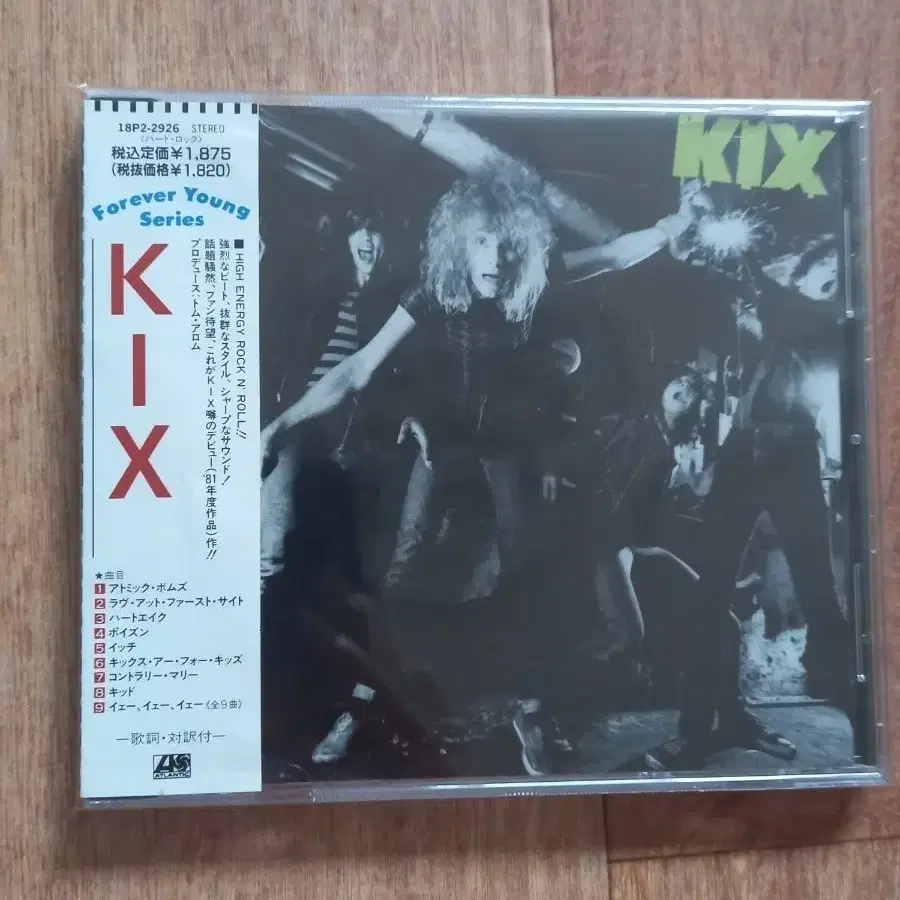 18P2-2926 STEREO
(ハード・ロック)
税込定価¥1,875
(税抜価格¥1,820)
Forever Young
Series
KIX
■HIGH ENERGY ROCK N' ROLL!!
強烈なビート、抜群なスタイル、シャープなサウンド!
話題騒然、ファン待望、これがKIX噂のデビュー('81年度作品)作!!
プロデュース:トム・アロム
★曲目
1 アトミック・ボムズ
2 ラヴ・アット・ファースト・サイト
3 ハートエイク
4 ポイズン
5 イッチ
6 キックス・アー・フォー・キッズ
7 コントラリー・マリー
8 キッド
9 イェー、イェー、イェー〈全9曲〉
—歌詞・対訳付—
ATLANTIC
KIX